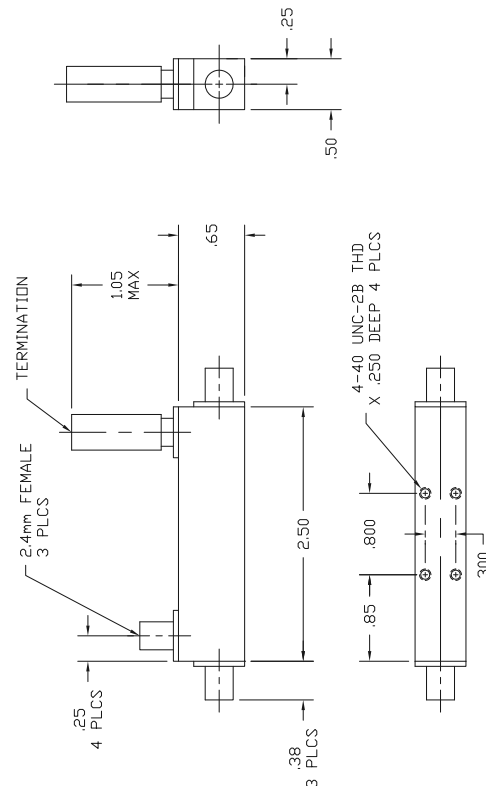 .25
.50
TERMINATION
1.05
MAX
.65
2.4mm FEMALE
3 PLCS
2.50
.25
4 PLCS
.38
3 PLCS
4-40 UNC-2B THD
X .250 DEEP 4 PLCS
.800
.85
.300